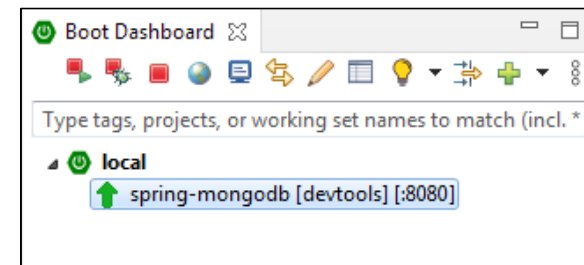 Boot Dashboard
Type tags, projects, or working set names to match (incl. *
local
spring-mongodb [devtools] [:8080]